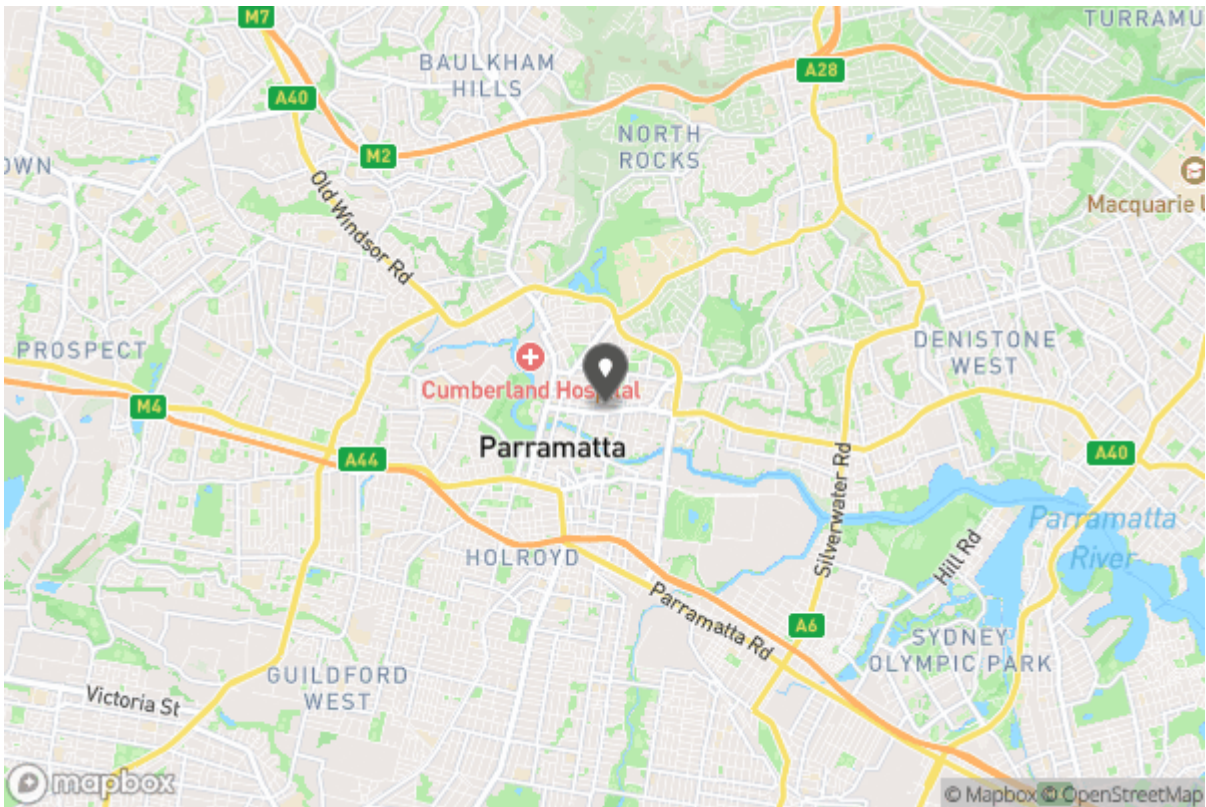 M7
TURRAMU
BAULKHAM
HILLS
A28
A40
NORTH
ROCKS
M2
OWN
Macquarie U
Old Windsor Rd
PROSPECT
DENISTONE
WEST
Cumberland Hospital
M4
Parramatta
A44
A40
Silverwater Rd
Parramatta
River
Hill Rd
HOLROYD
Parramatta Rd
A6
SYDNEY
OLYMPIC PARK
GUILDFORD
WEST
Victoria St
mapbox
© Mapbox © OpenStreetMap